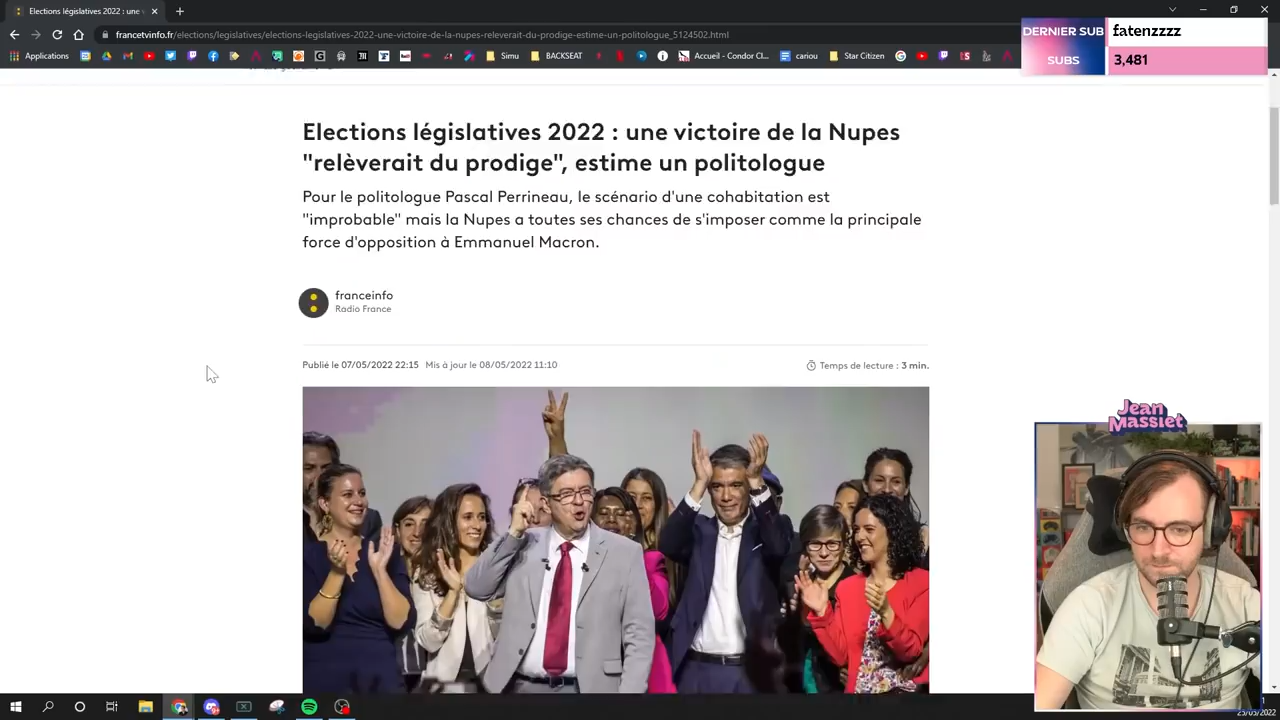 Elections législatives 2022 : une v
francetvinfo.fr/elections/legislatives/elections-legislatives-2022-une-victoire-de-la-nupes-releverait-du-prodige-estime-un-politologue_5124502.html
Applications
Simu
BACKSEAT
Accueil - Condor Cl...
cariou
Star Citizen
DERNIER SUB
fatenzzzz
SUBS
3,481
Elections législatives 2022 : une victoire de la Nupes
"relèverait du prodige", estime un politologue
Pour le politologue Pascal Perrineau, le scénario d'une cohabitation est
"improbable" mais la Nupes a toutes ses chances de s'imposer comme la principale
force d'opposition à Emmanuel Macron.
franceinfo
Radio France
Publié le 07/05/2022 22:15 Mis à jour le 08/05/2022 11:10
Temps de lecture : 3 min.
Jean
Massiet